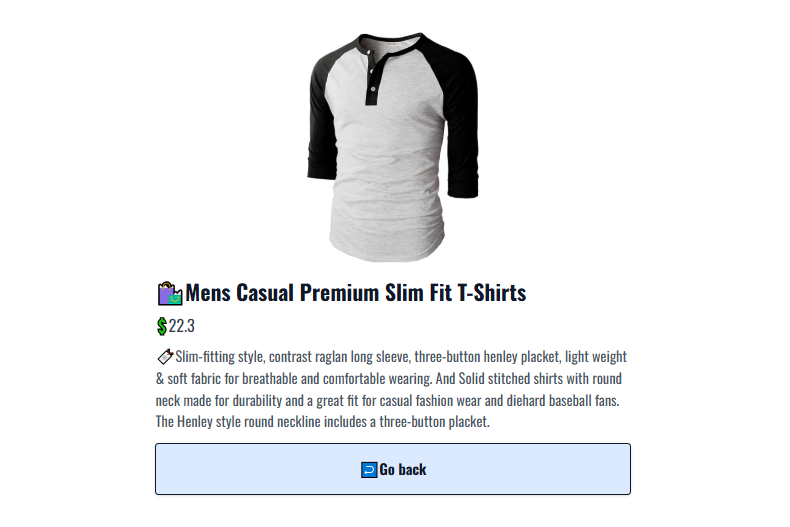 Mens Casual Premium Slim Fit T-Shirts
$22.3
Slim-fitting style, contrast raglan long sleeve, three-button henley placket, light weight
& soft fabric for breathable and comfortable wearing. And Solid stitched shirts with round
neck made for durability and a great fit for casual fashion wear and diehard baseball fans.
The Henley style round neckline includes a three-button placket.
Go back